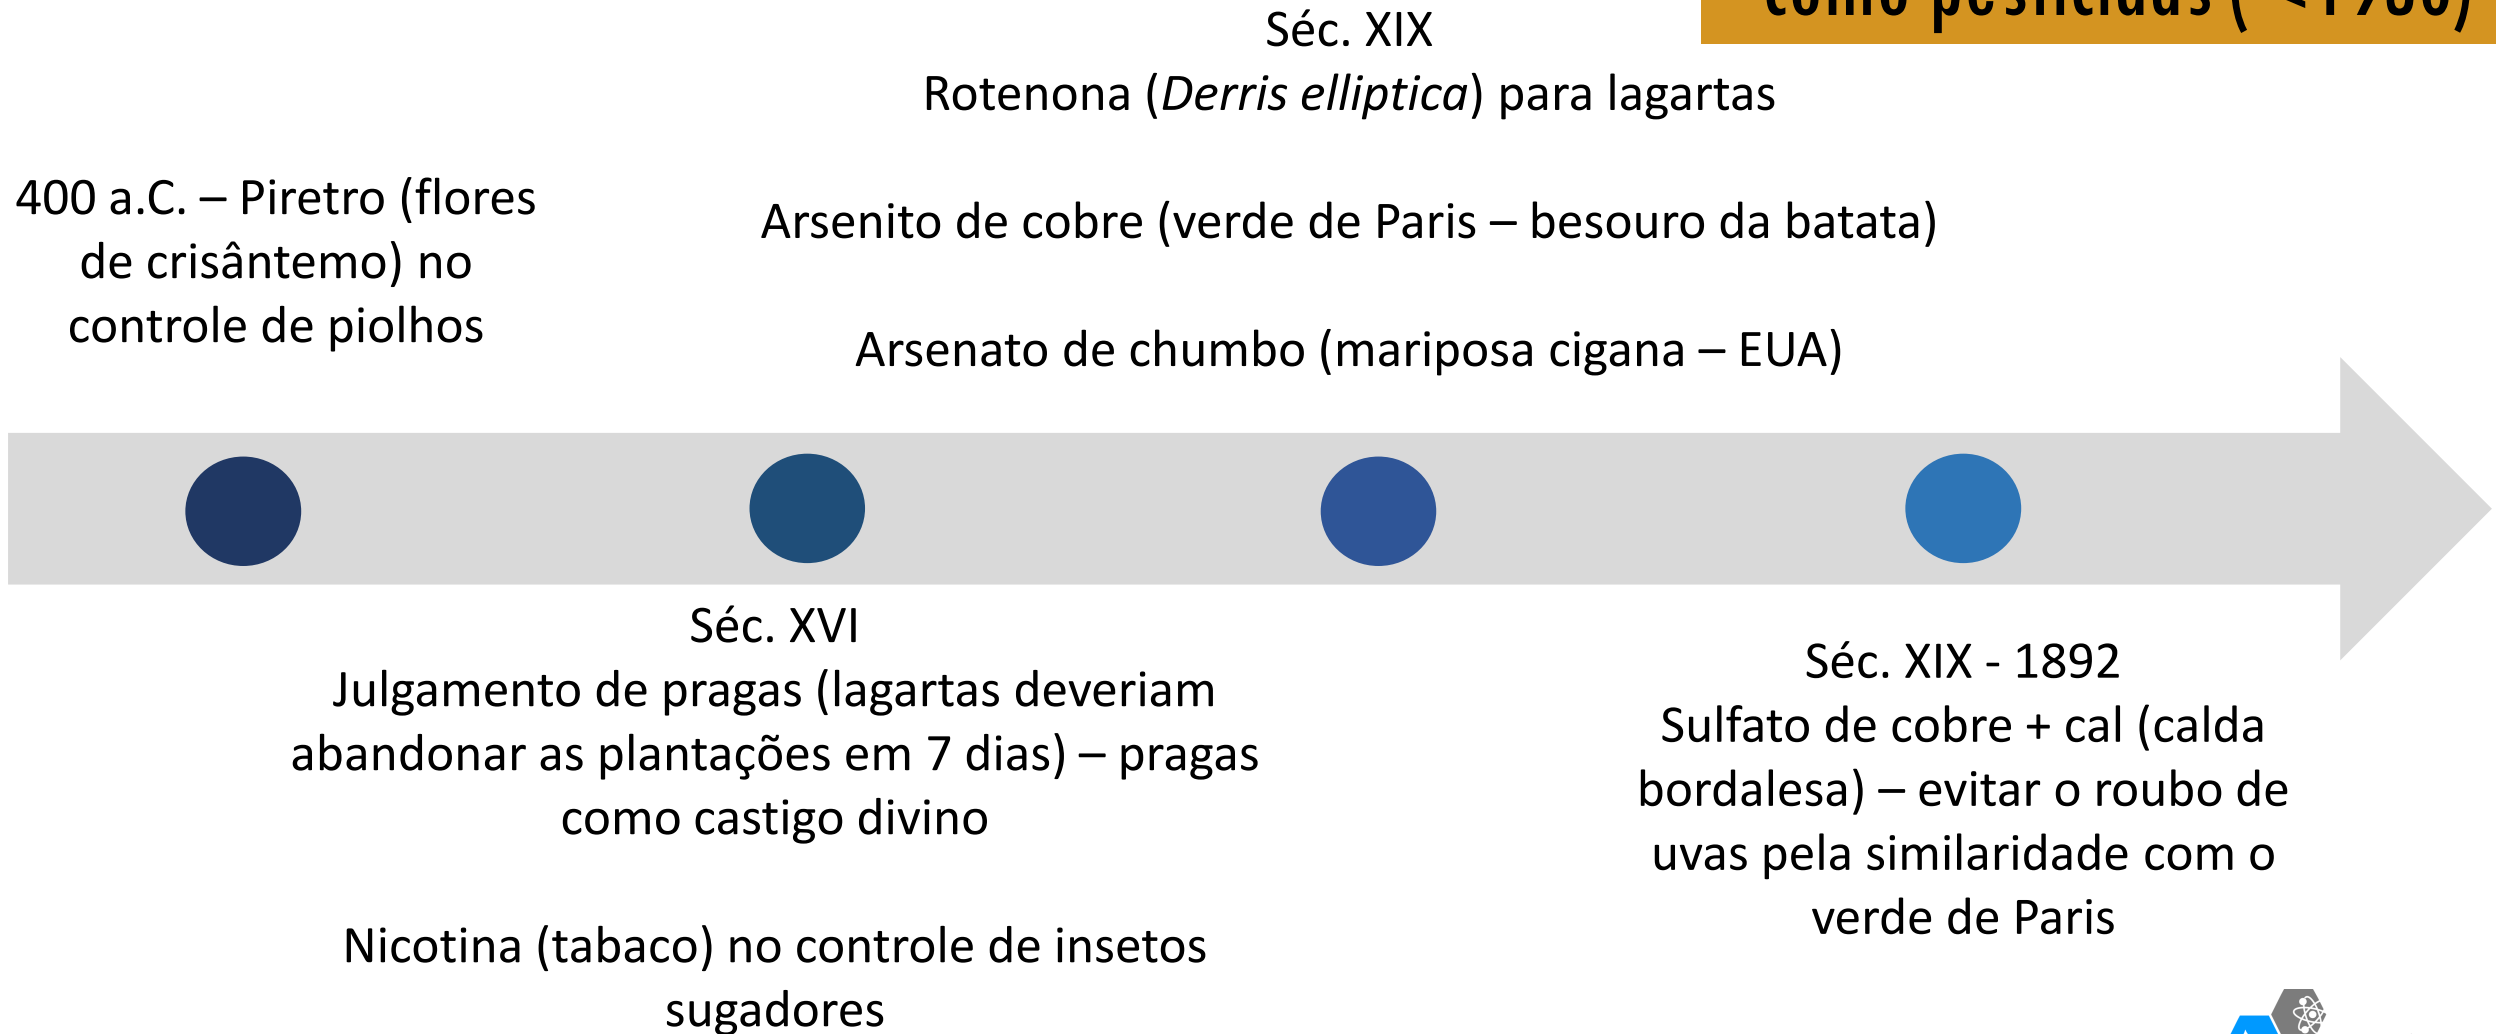 como pesticidas ( < 1900)
Séc. XIX
Rotenona (Derris elliptica) para lagartas
Arsenito de cobre (verde de Paris – besouro da batata)
Arsenato de chumbo (mariposa cigana – EUA)
400 a.C. – Piretro (flores
de crisântemo) no
controle de piolhos
Séc. XVI
Julgamento de pragas (lagartas deveriam
abandonar as plantações em 7 dias) – pragas
como castigo divino
Nicotina (tabaco) no controle de insetos
sugadores
Séc. XIX - 1892
Sulfato de cobre + cal (calda
bordalesa) – evitar o roubo de
uvas pela similaridade com o
verde de Paris